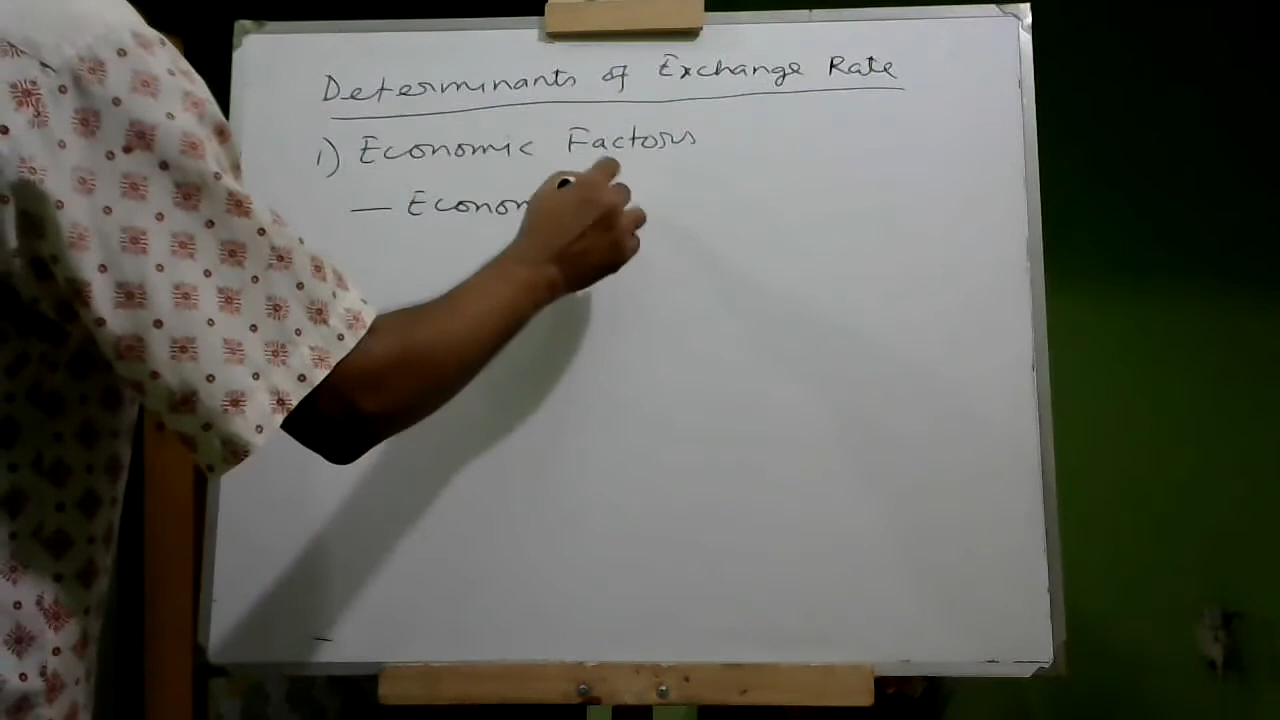 Determinants of Exchange Rate
1) Economic Factors
— Econom